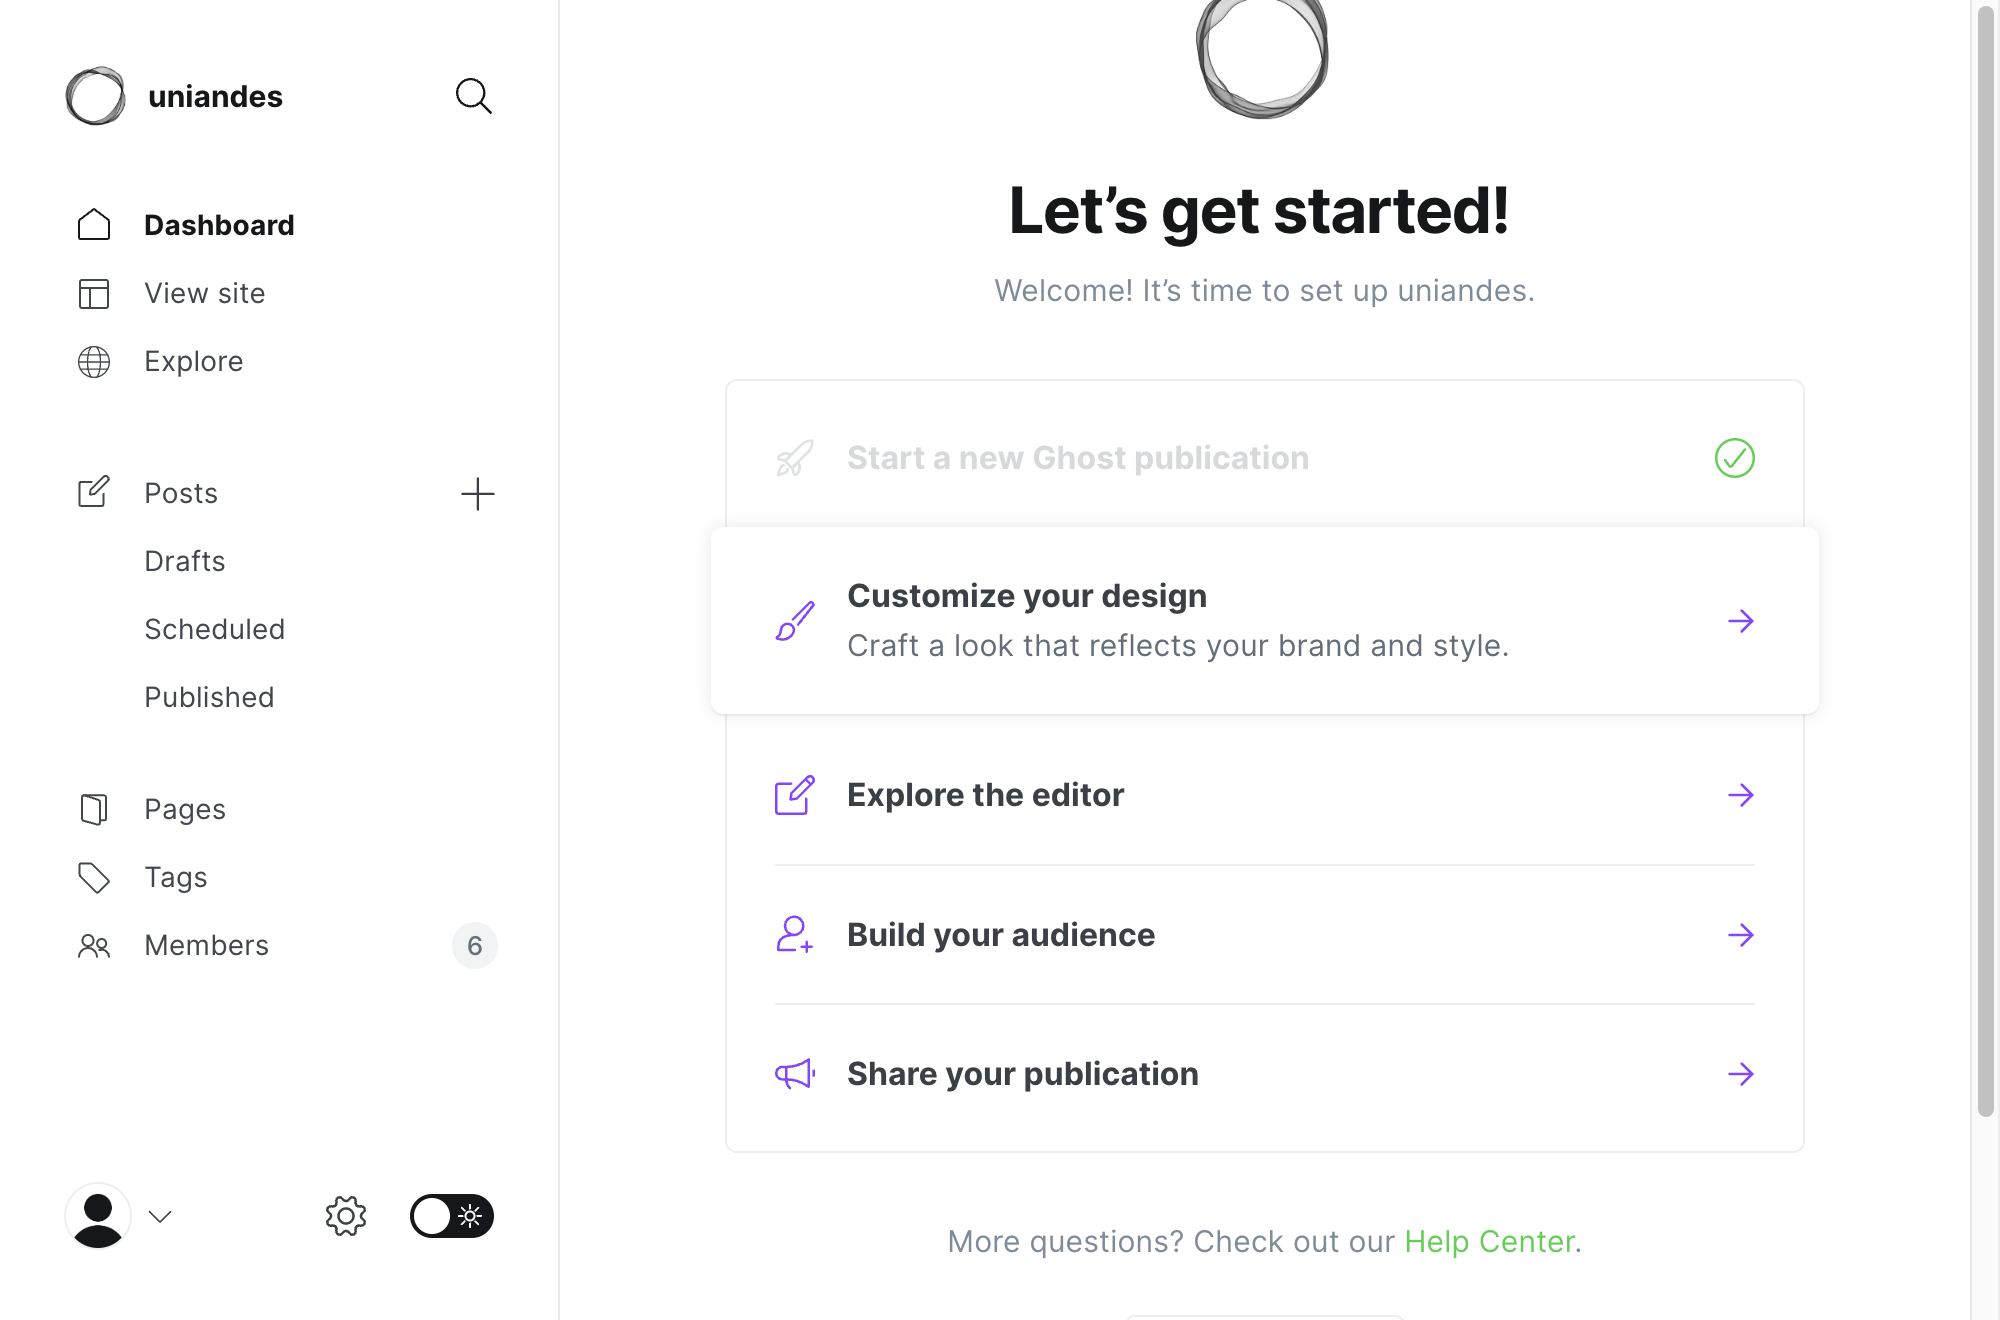 uniandes
Dashboard
View site
Explore
Posts
Drafts
Scheduled
Published
Pages
Tags
Members
6
Let’s get started!
Welcome! It’s time to set up uniandes.
Start a new Ghost publication
Customize your design
Craft a look that reflects your brand and style.
Explore the editor
Build your audience
Share your publication
More questions? Check out our Help Center.